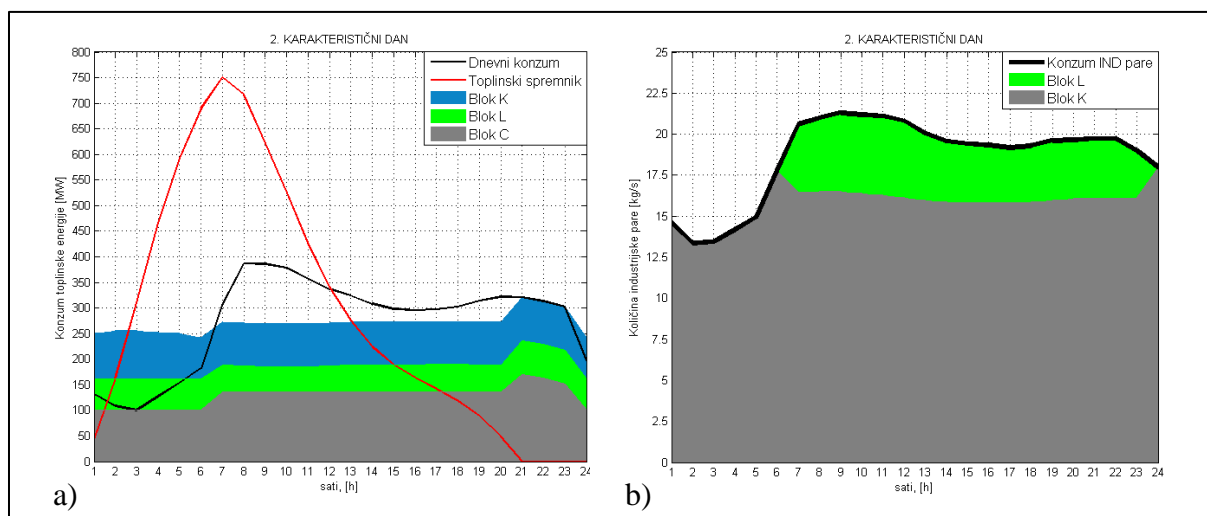 2. KARAKTERISTIČNI DAN
Konzum toplinske energije [MW]
800
750
700
650
600
550
500
450
400
350
300
250
200
150
100
50
0
Dnevni konzum
Toplinski spremnik
Blok K
Blok L
Blok C
1 2 3 4 5 6 7 8 9 10 11 12 13 14 15 16 17 18 19 20 21 22 23 24
sati, [h]
a)
2. KARAKTERISTIČNI DAN
Količina industrijske pare [kg/s]
25
22.5
20
17.5
15
12.5
10
7.5
5
2.5
0
Konzum IND pare
Blok L
Blok K
1 2 3 4 5 6 7 8 9 10 11 12 13 14 15 16 17 18 19 20 21 22 23 24
sati, [h]
b)